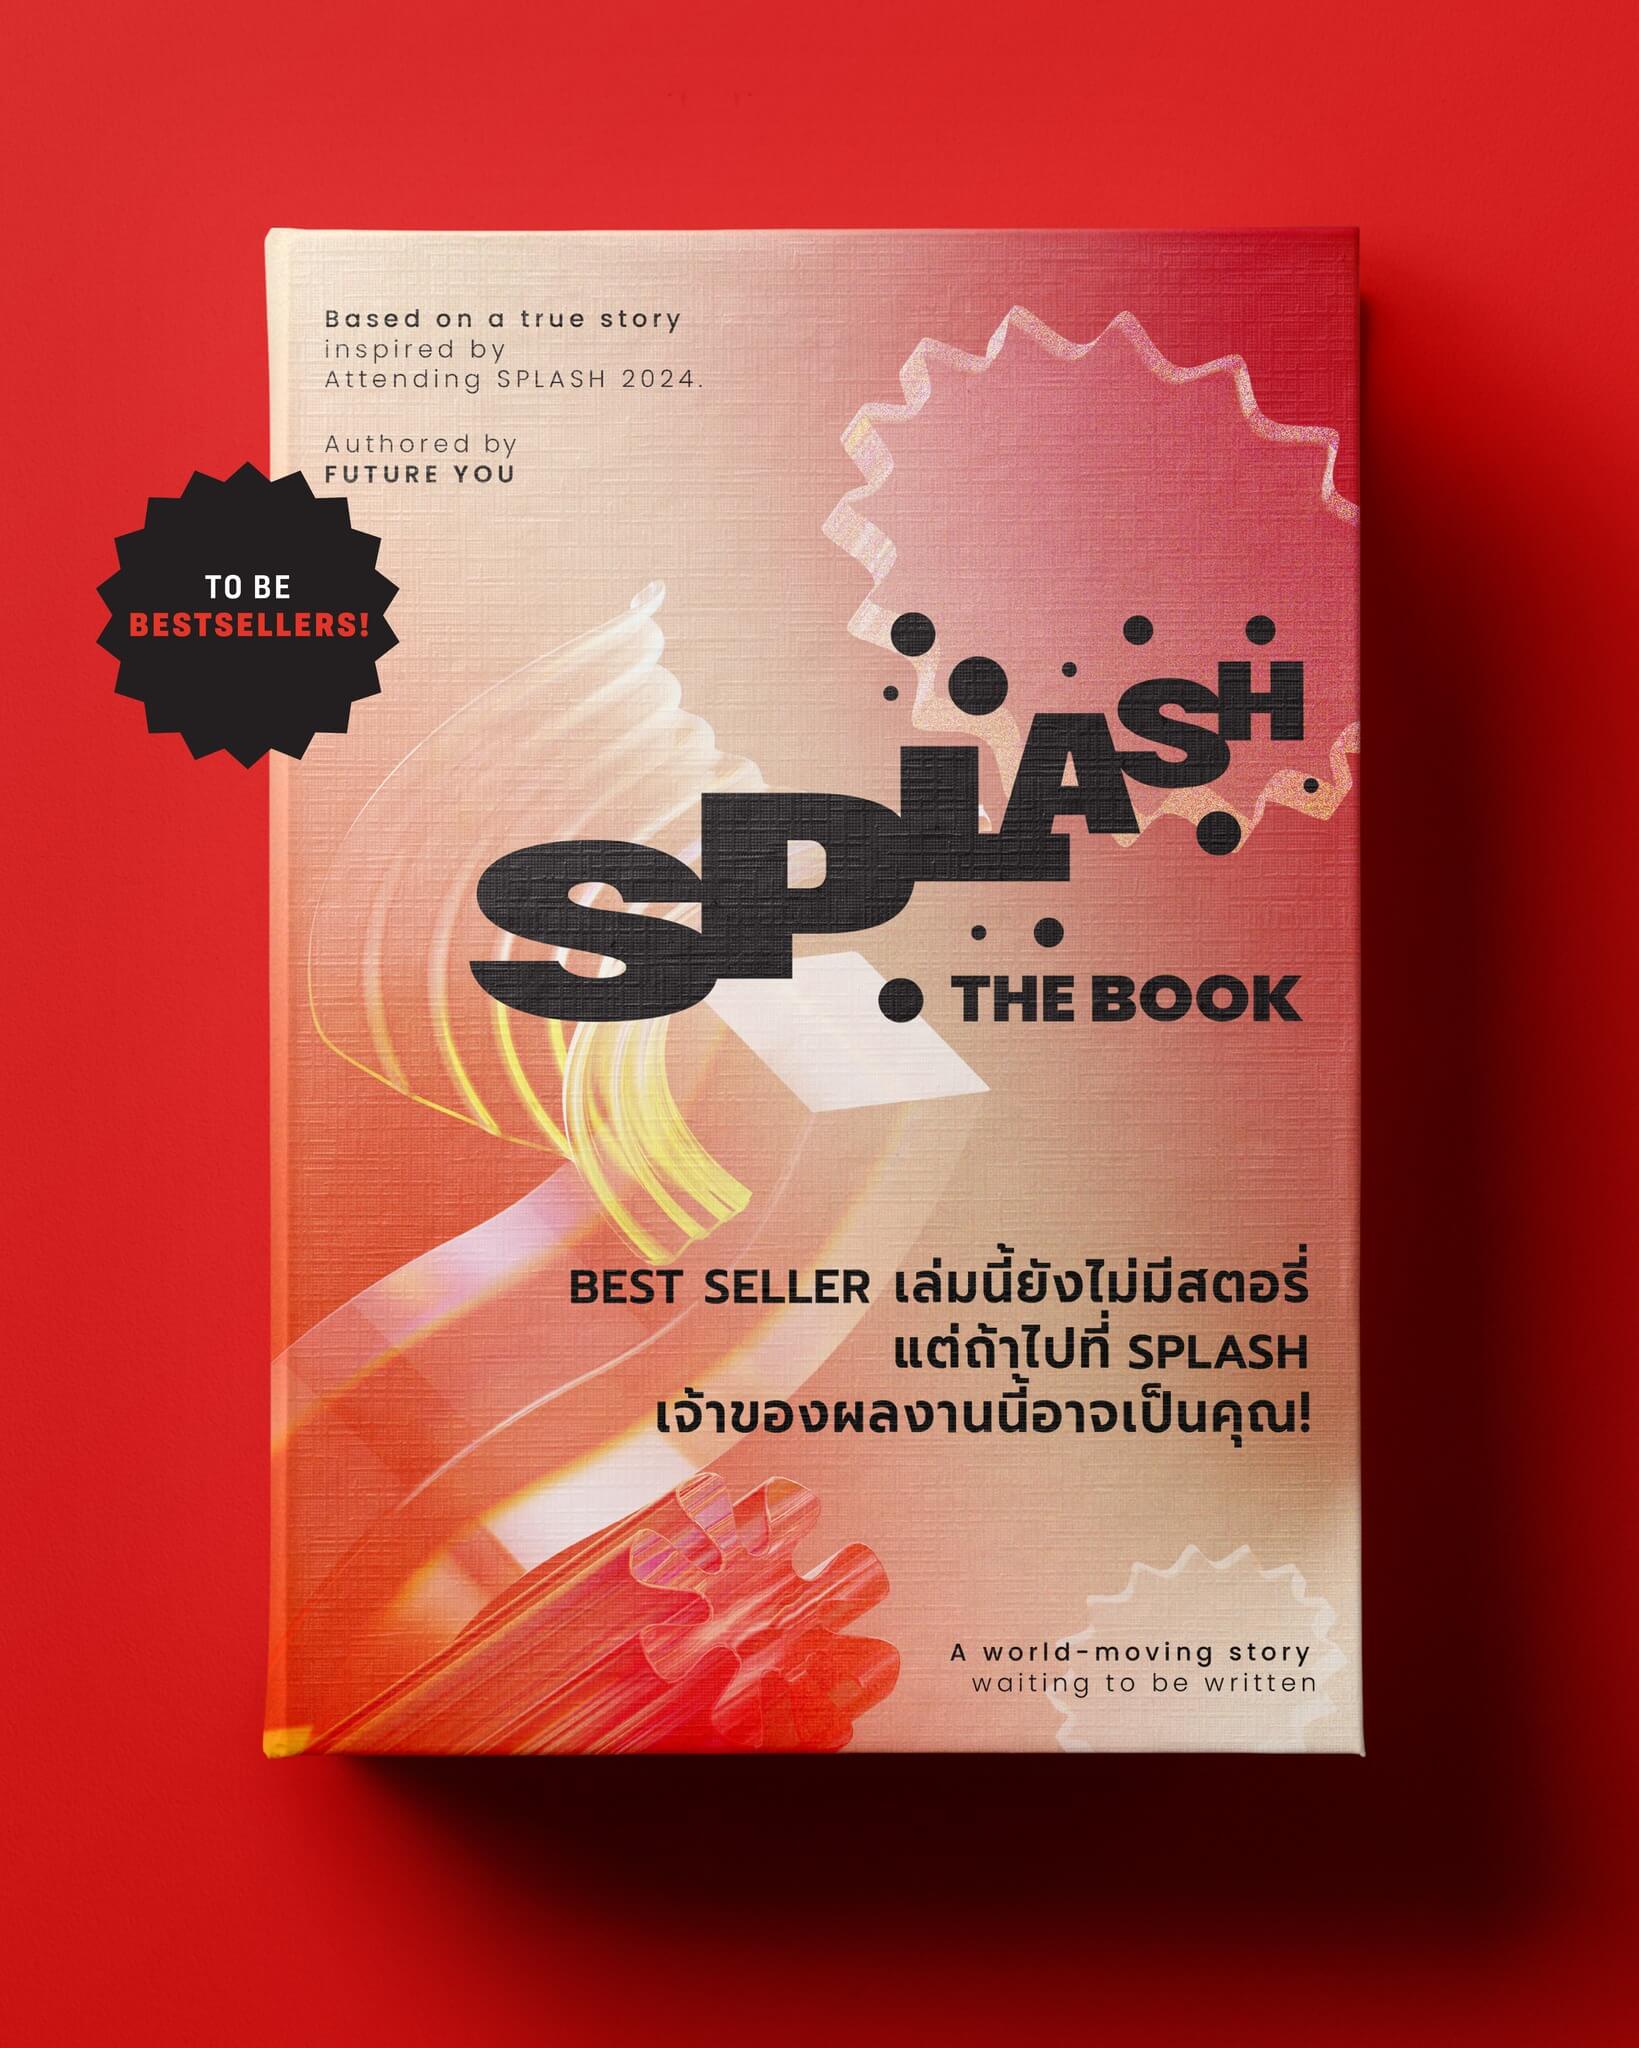 Based on a true story
inspired by
Attending SPLASH 2024.
Authored by
FUTURE YOU
TO BE
BESTSELLERS!
SPLASH
THE BOOK
BEST SELLER เล่มนี้ยังไม่มีสตอรี่
แต่ถ้าไปที่ SPLASH
เจ้าของผลงานนี้อาจเป็นคุณ!
A world-moving story
waiting to be written